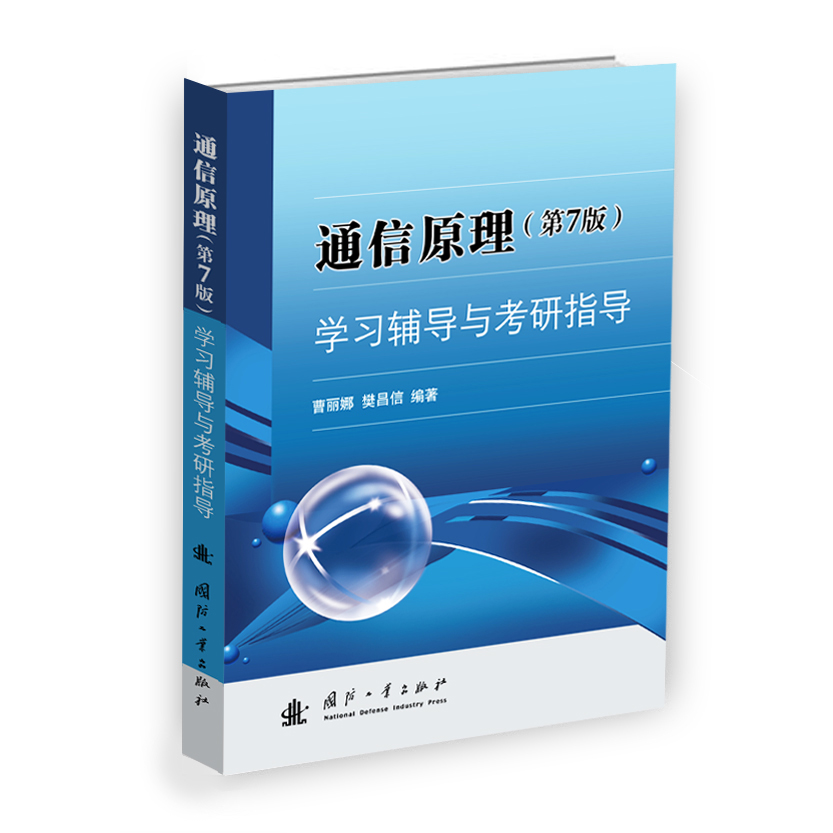 通信原理(第7版)
学习辅导与考研指导
国防工业出版社
通信原理(第7版)
学习辅导与考研指导
曹丽娜 樊昌信 编著
国防工业出版社
National Defense Industry Press